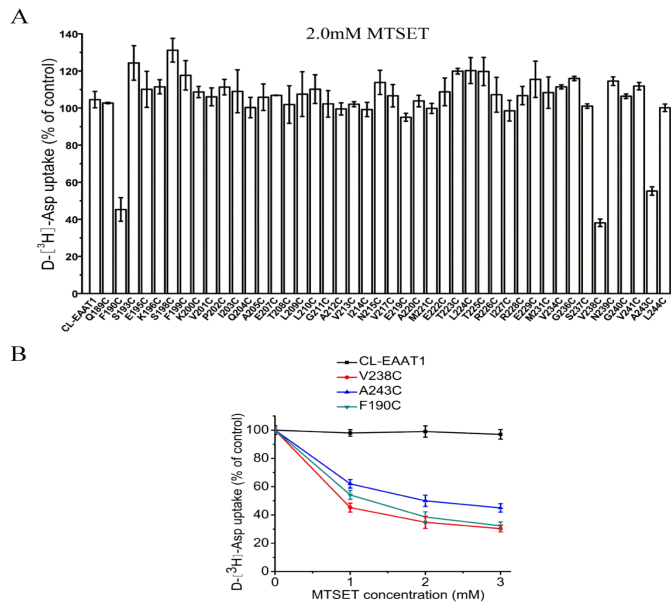 A
2.0mM MTSET
D-[³H]-Asp uptake (% of control)
140
120
100
80
60
40
20
0
CL-EAAT1
Q189C
F190C
S193C
E195C
K196C
S198C
F199C
K200C
V201C
P202C
I203C
Q204C
A205C
E207C
T208C
L209C
L210C
G211C
A212C
V213C
I214C
N215C
V217C
E219C
A220C
M221C
E222C
T223C
L224C
T225C
R226C
I227C
R228C
E229C
M231C
V234C
G236C
S237C
V238C
N239C
G240C
V241C
A243C
L244C
B
CL-EAAT1
V238C
A243C
F190C
D-[³H]-Asp uptake (% of control)
100
80
60
40
20
0
0 1 2 3
MTSET concentration (mM)